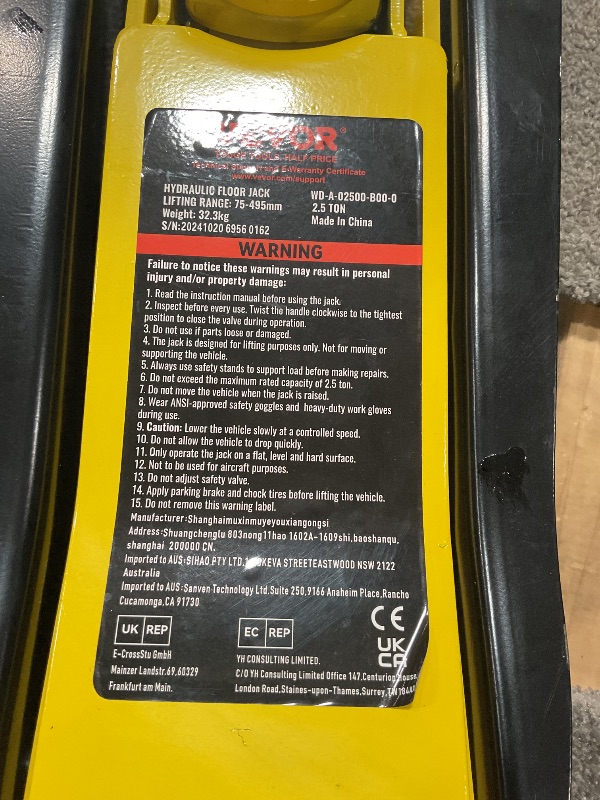 VEVOR®
TOUGH TOOLS, HALF PRICE
Technical Support and E-Warranty Certificate
www.vevor.com/support
HYDRAULIC FLOOR JACK WD-A-02500-B00-0
LIFTING RANGE: 75-495mm 2.5 TON
Weight: 32.3kg Made In China
S/N:20241020 6956 0162
WARNING
Failure to notice these warnings may result in personal
injury and/or property damage:
1. Read the instruction manual before using the jack.
2. Inspect before every use. Twist the handle clockwise to the tightest
position to close the valve during operation.
3. Do not use if parts loose or damaged.
4. The jack is designed for lifting purposes only. Not for moving or
supporting the vehicle.
5. Always use safety stands to support load before making repairs.
6. Do not exceed the maximum rated capacity of 2.5 ton.
7. Do not move the vehicle when the jack is raised.
8. Wear ANSI-approved safety goggles and heavy-duty work gloves
during use.
9. Caution: Lower the vehicle slowly at a controlled speed.
10. Do not allow the vehicle to drop quickly.
11. Only operate the jack on a flat, level and hard surface.
12. Not to be used for aircraft purposes.
13. Do not adjust safety valve.
14. Apply parking brake and chock tires before lifting the vehicle.
15. Do not remove this warning label.
Manufacturer:Shanghaimuxinmuyeyouxiangongsi
Address:Shuangchenglu 803nong11hao 1602A-1609shi,baoshanqu,
shanghai 200000 CN.
Imported to AUS:SIHAO PTY LTD. STREETEASTWOOD NSW 2122
Australia
Imported to AUS:Sanven Technology Ltd.Suite 250,9166 Anaheim Place,Rancho
Cucamonga,CA 91730
CE
UK REP EC REP UK
CA
E-CrossStu GmbH YH CONSULTING LIMITED.
Mainzer Landstr.69,60329 C/O YH Consulting Limited Office 147,Centurion House,
Frankfurt am Main. London Road,Staines-upon-Thames,Surrey,